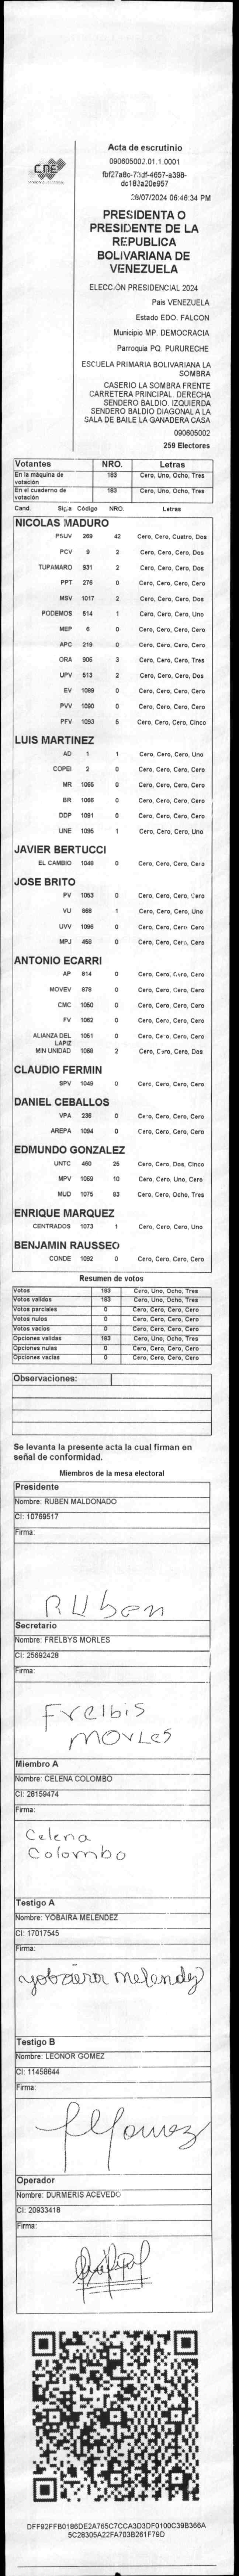 CNE
Acta de escrutinio
090605002.01.1.0001
dc183a20e957
28/07/2024 06:46:34 PM
PRESIDENTA O
PRESIDENTE DE LA
REPUBLICA
BOLIVARIANA DE
VENEZUELA
ELECCIÓN PRESIDENCIAL 2024
Pais VENEZUELA
Estado EDO. FALCON
Municipio MP. DEMOCRACIA
Parroquia PQ. PURURECHE
ESCUELA PRIMARIA BOLIVARIANA LA
SOMBRA
CASERIO LA SOMBRA FRENTE
CARRETERA PRINCIPAL. DERECHA
SENDERO BALDIO. IZQUIERDA
SENDERO BALDIO DIAGONAL A LA
SALA DE BAILE LA GANADERA CASA
090605002
259 Electores
Votantes NRO. Letras
En la máquina de votación 183 Cero, Uno, Ocho, Tres
En el cuaderno de votación 183 Cero, Uno, Ocho, Tres
Cand. Sigla Código NRO. Letras
NICOLAS MADURO
PSUV 269 42 Cero, Cero, Cuatro, Dos
PCV 9 2 Cero, Cero, Cero, Dos
TUPAMARO 931 2 Cero, Cero, Cero, Dos
PPT 276 0 Cero, Cero, Cero, Cero
MSV 1017 2 Cero, Cero, Cero, Dos
PODEMOS 514 1 Cero, Cero, Cero, Uno
MEP 6 0 Cero, Cero, Cero, Cero
APC 219 0 Cero, Cero, Cero, Cero
ORA 905 3 Cero, Cero, Cero, Tres
UPV 513 2 Cero, Cero, Cero, Dos
EV 1089 0 Cero, Cero, Cero, Cero
PVV 1090 0 Cero, Cero, Cero, Cero
PFV 1093 5 Cero, Cero, Cero, Cinco
LUIS MARTINEZ
AD 1 1 Cero, Cero, Cero, Uno
COPEI 2 0 Cero, Cero, Cero, Cero
MR 1065 0 Cero, Cero, Cero, Cero
BR 1066 0 Cero, Cero, Cero, Cero
DDP 1091 0 Cero, Cero, Cero, Cero
UNE 1095 1 Cero, Cero, Cero, Uno
JAVIER BERTUCCI
EL CAMBIO 1048 0 Cero, Cero, Cero, Cero
JOSE BRITO
PV 1053 0 Cero, Cero, Cero, Cero
VU 868 1 Cero, Cero, Cero, Uno
UVV 1096 0 Cero, Cero, Cero, Cero
MPJ 458 0 Cero, Cero, Cero, Cero
ANTONIO ECARRI
AP 814 0 Cero, Cero, Cero, Cero
MOVEV 878 0 Cero, Cero, Cero, Cero
CMC 1050 0 Cero, Cero, Cero, Cero
FV 1052 0 Cero, Cero, Cero, Cero
ALIANZA DEL LAPIZ 1051 0 Cero, Cero, Cero, Cero
MIN UNIDAD 1068 2 Cero, Cero, Cero, Dos
CLAUDIO FERMIN
SPV 1049 0 Cero, Cero, Cero, Cero
DANIEL CEBALLOS
VPA 236 0 Cero, Cero, Cero, Cero
AREPA 1094 0 Cero, Cero, Cero, Cero
EDMUNDO GONZALEZ
UNTC 460 25 Cero, Cero, Dos, Cinco
MPV 1069 10 Cero, Cero, Uno, Cero
MUD 1075 83 Cero, Cero, Ocho, Tres
ENRIQUE MARQUEZ
CENTRADOS 1073 1 Cero, Cero, Cero, Uno
BENJAMIN RAUSSEO
CONDE 1092 0 Cero, Cero, Cero, Cero
Resumen de votos
Votos 183 Cero, Uno, Ocho, Tres
Votos validos 183 Cero, Uno, Ocho, Tres
Votos parciales 0 Cero, Cero, Cero, Cero
Votos nulos 0 Cero, Cero, Cero, Cero
Votos vacios 0 Cero, Cero, Cero, Cero
Opciones validas 183 Cero, Uno, Ocho, Tres
Opciones nulas 0 Cero, Cero, Cero, Cero
Opciones vacias 0 Cero, Cero, Cero, Cero
Observaciones:
Se levanta la presente acta la cual firman en
señal de conformidad.
Miembros de la mesa electoral
Presidente
Nombre: RUBEN MALDONADO
CI: 10769517
Firma:
RUben
Secretario
Nombre: FRELBYS MORLES
CI: 25692428
Firma:
Frelbis
MORLES
Miembro A
Nombre: CELENA COLOMBO
CI: 28159474
Firma:
Celena
Colombo
Testigo A
Nombre: YOBAIRA MELENDEZ
CI: 17017545
Firma:
yobaira melendez
Testigo B
Nombre: LEONOR GOMEZ
CI: 11458644
Firma:
Operador
Nombre: DURMERIS ACEVEDO
CI: 20933418
Firma:
DFF92FFB0186DE2A765C7CCA3D3DF0100C39B366A
5C28305A22FA703B261F79D